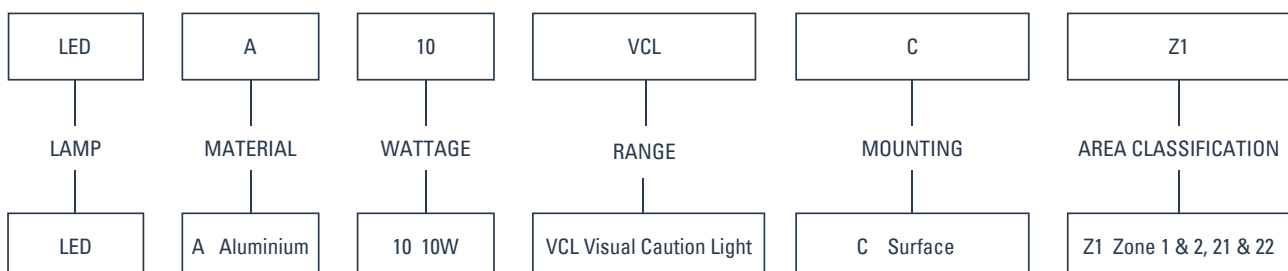 LED A 10 VCL C Z1
LAMP MATERIAL WATTAGE RANGE MOUNTING AREA CLASSIFICATION
LED A Aluminium 10 10W VCL Visual Caution Light C Surface Z1 Zone 1 & 2, 21 & 22